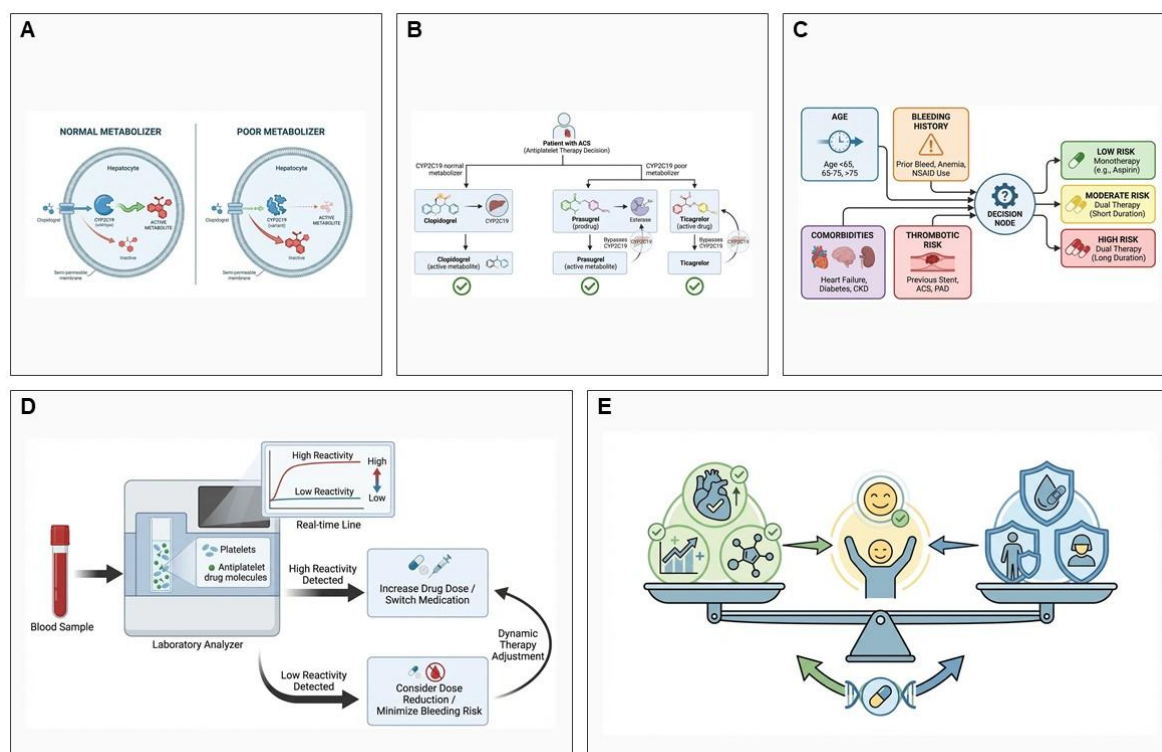 A
NORMAL METABOLIZER
POOR METABOLIZER
Hepatocyte
Hepatocyte
Clopidogrel
CYP2C19
(wildtype)
ACTIVE
METABOLITE
Inactive
Semi-permeable
membrane
Clopidogrel
CYP2C19
(variant)
ACTIVE
METABOLITE
Inactive
Semi-permeable
membrane
B
Patient with ACS
(Antiplatelet Therapy Decision)
CYP2C19 normal
metabolizer
CYP2C19 poor
metabolizer
Clopidogrel
CYP2C19
Prasugrel
(prodrug)
Esterase
Ticagrelor
(active drug)
CYP2C19
Bypasses
CYP2C19
CYP2C19
Bypasses
CYP2C19
Clopidogrel
(active metabolite)
Prasugrel
(active metabolite)
Ticagrelor
C
AGE
Age <65,
65-75, >75
BLEEDING
HISTORY
Prior Bleed, Anemia,
NSAID Use
COMORBIDITIES
Heart Failure,
Diabetes, CKD
THROMBOTIC
RISK
Previous Stent,
ACS, PAD
DECISION
NODE
LOW RISK
Monotherapy
(e.g., Aspirin)
MODERATE RISK
Dual Therapy
(Short Duration)
HIGH RISK
Dual Therapy
(Long Duration)
D
High Reactivity
Low Reactivity
High
Low
Real-time Line
Platelets
Antiplatelet
drug molecules
Blood Sample
Laboratory Analyzer
High Reactivity
Detected
Increase Drug Dose /
Switch Medication
Low Reactivity
Detected
Consider Dose
Reduction /
Minimize Bleeding Risk
Dynamic
Therapy
Adjustment
E